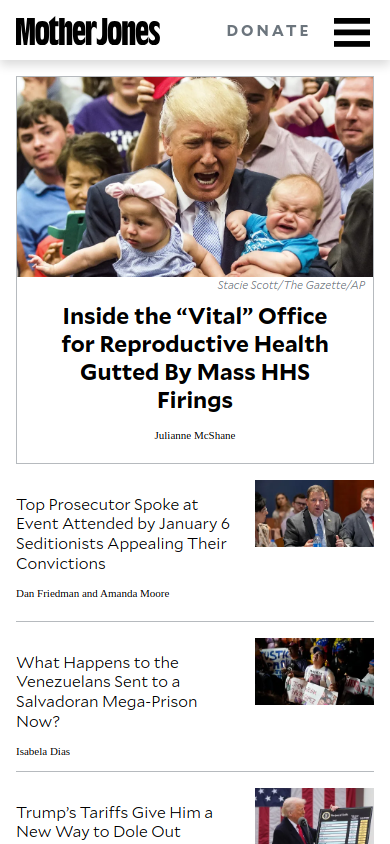 Mother Jones
DONATE
Stacie Scott/The Gazette/AP
Inside the “Vital” Office
for Reproductive Health
Gutted By Mass HHS
Firings
Julianne McShane
Top Prosecutor Spoke at
Event Attended by January 6
Seditionists Appealing Their
Convictions
Dan Friedman and Amanda Moore
What Happens to the
Venezuelans Sent to a
Salvadoran Mega-Prison
Now?
Isabela Dias
Trump’s Tariffs Give Him a
New Way to Dole Out